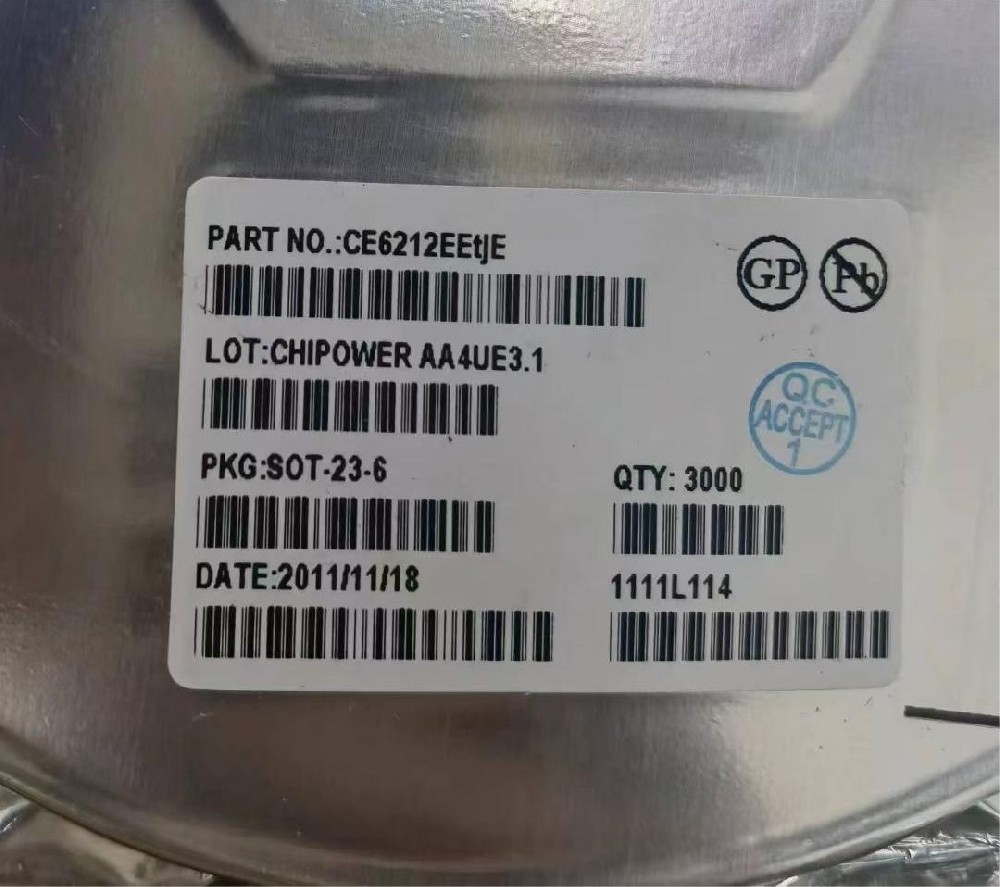 PART NO.:CE6212EEtjE
GP
Pb
LOT:CHIPOWER AA4UE3.1
QC
ACCEPT
1
PKG:SOT-23-6
QTY: 3000
DATE:2011/11/18
1111L114